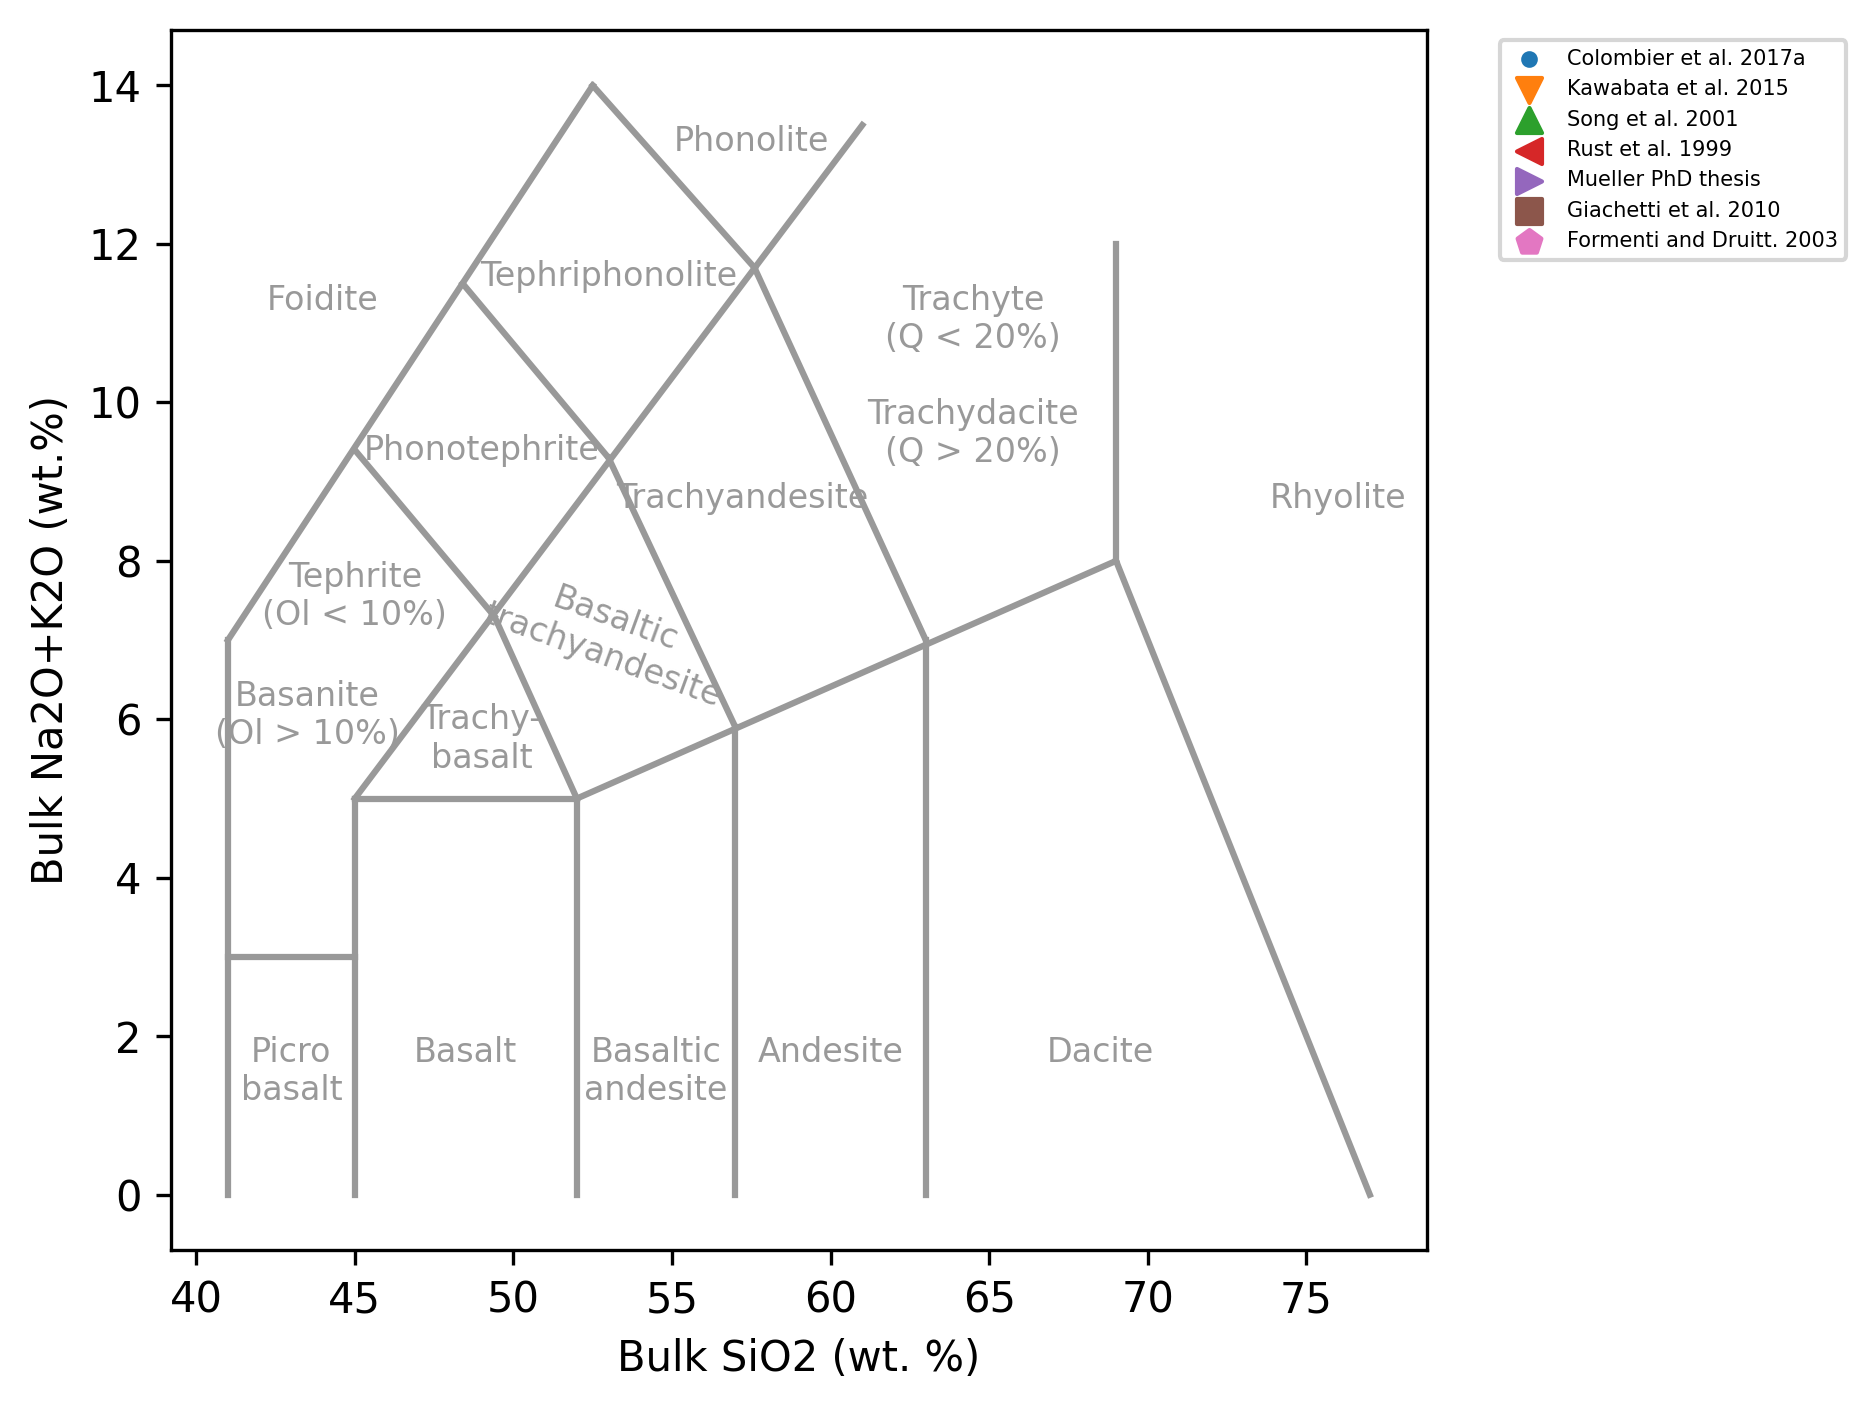 14
12
10
8
6
4
2
0
Bulk Na2O+K2O (wt.%)
Phonolite
Tephriphonolite
Foidite
Trachyte
(Q < 20%)
Trachydacite
(Q > 20%)
Phonotephrite
Trachyandesite
Rhyolite
Tephrite
(Ol < 10%)
Basaltic
trachyandesite
Basanite
(Ol > 10%)
Trachy-
basalt
Picro
basalt
Basalt
Basaltic
andesite
Andesite
Dacite
40 45 50 55 60 65 70 75
Bulk SiO2 (wt. %)
Colombier et al. 2017a
Kawabata et al. 2015
Song et al. 2001
Rust et al. 1999
Mueller PhD thesis
Giachetti et al. 2010
Formenti and Druitt. 2003